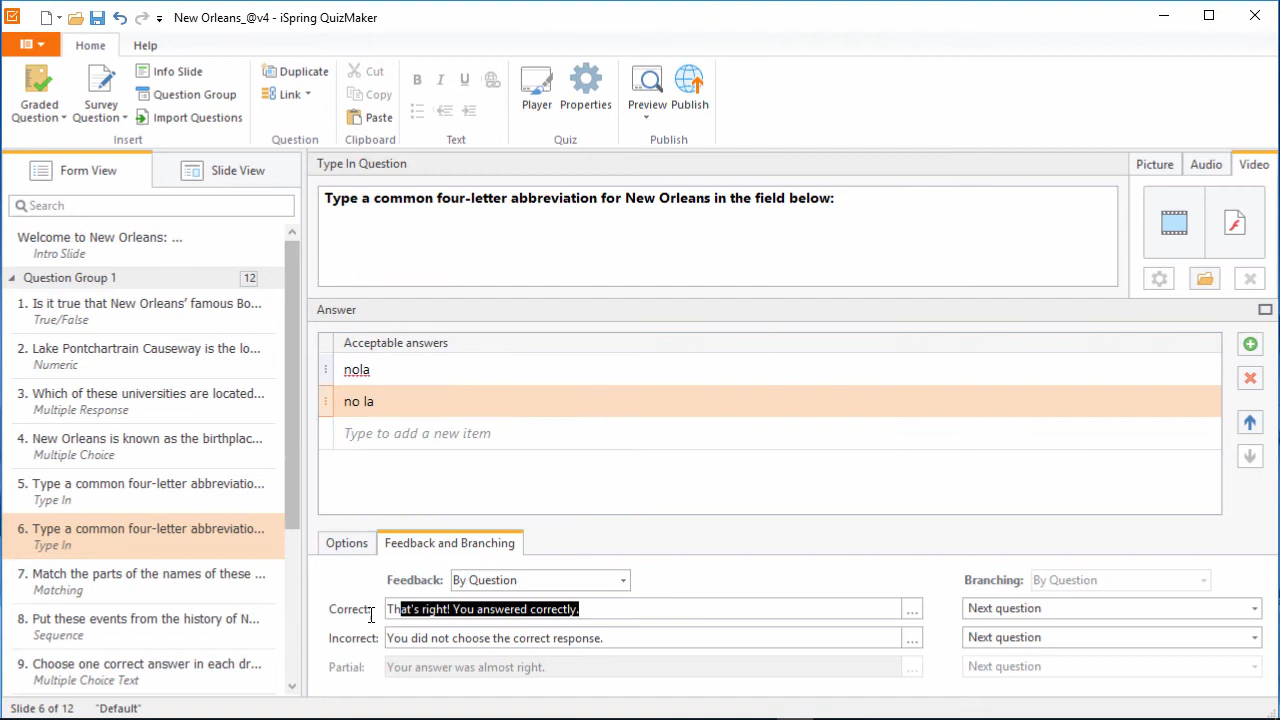 New Orleans_@v4 - iSpring QuizMaker
Home
Help
Graded Question
Survey Question
Info Slide
Question Group
Import Questions
Insert
Duplicate
Link
Question
Cut
Copy
Paste
Clipboard
B I U
Text
Player
Properties
Quiz
Preview
Publish
Publish
Form View
Slide View
Search
Welcome to New Orleans: ...
Intro Slide
Question Group 1
12
1. Is it true that New Orleans’ famous Bo...
True/False
2. Lake Pontchartrain Causeway is the lo...
Numeric
3. Which of these universities are located...
Multiple Response
4. New Orleans is known as the birthplac...
Multiple Choice
5. Type a common four-letter abbreviatio...
Type In
6. Type a common four-letter abbreviatio...
Type In
7. Match the parts of the names of these ...
Matching
8. Put these events from the history of N...
Sequence
9. Choose one correct answer in each dr...
Multiple Choice Text
Type In Question
Type a common four-letter abbreviation for New Orleans in the field below:
Picture
Audio
Video
Answer
Acceptable answers
nola
no la
Type to add a new item
Options
Feedback and Branching
Feedback: By Question
Branching: By Question
Correct: That's right! You answered correctly. ... Next question
Incorrect: You did not choose the correct response. ... Next question
Partial: Your answer was almost right. ... Next question
Slide 6 of 12
"Default"